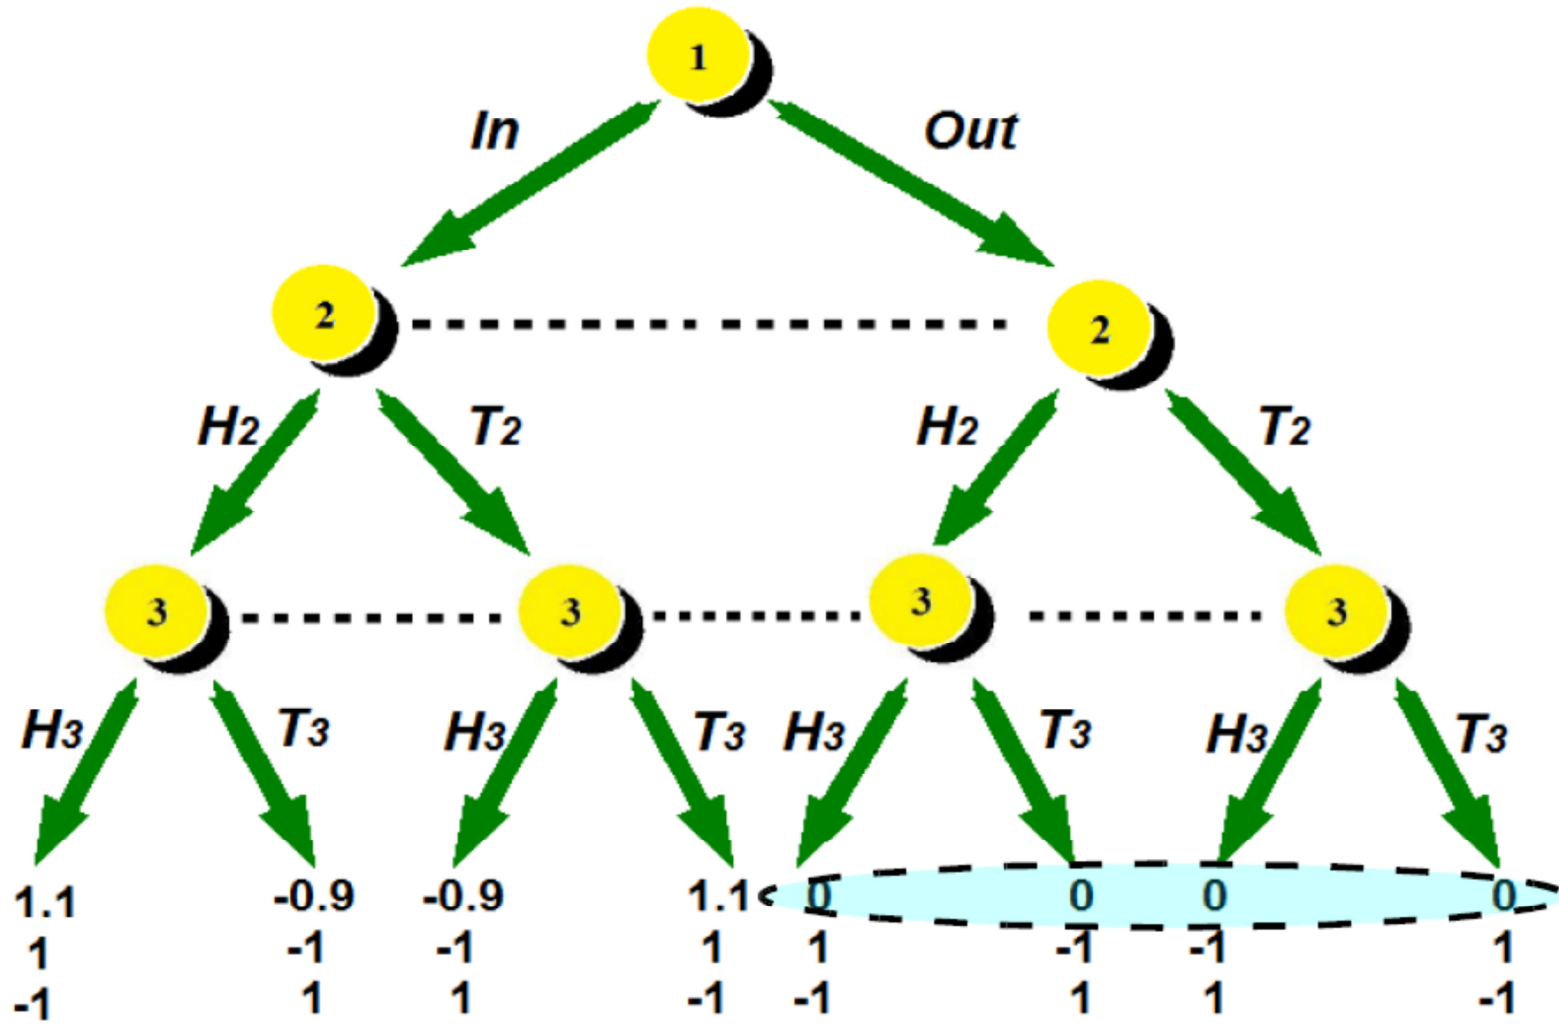 1
In Out
2 2
H2 T2 H2 T2
3 3 3 3
H3 T3 H3 T3 H3 T3 H3 T3
1.1 -0.9 -0.9 1.1 0 0 0 0
1 -1 -1 1 1 -1 -1 1
-1 1 1 -1 -1 1 1 -1